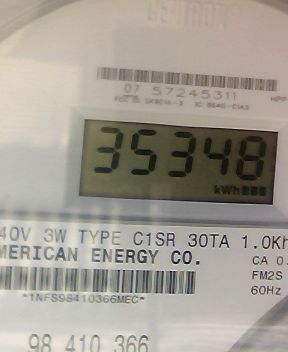 07 57245311
35348
kWh
40V 3W TYPE C1SR 30TA 1.0Kh
MERICAN ENERGY CO.
CA 0.
FM2S
60Hz
*1NFS98410366MEC*
98 410 366